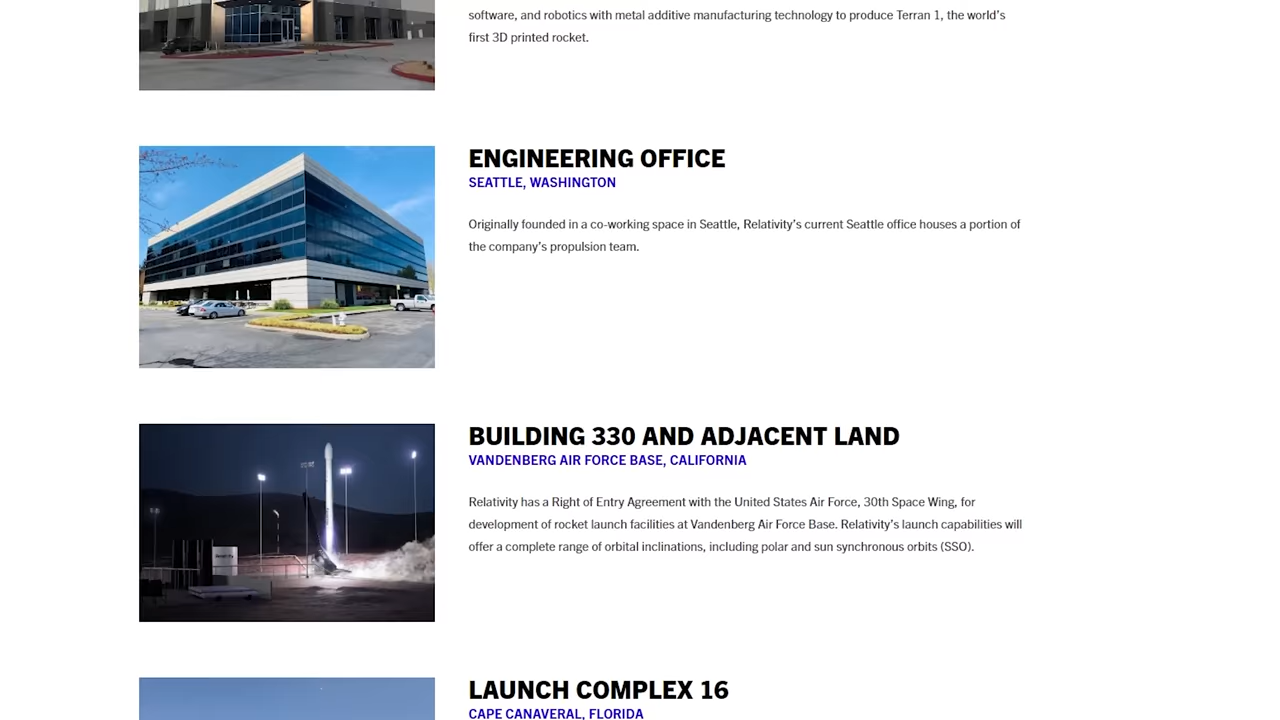 software, and robotics with metal additive manufacturing technology to produce Terran 1, the world's
first 3D printed rocket.
ENGINEERING OFFICE
SEATTLE, WASHINGTON
Originally founded in a co-working space in Seattle, Relativity's current Seattle office houses a portion of
the company's propulsion team.
BUILDING 330 AND ADJACENT LAND
VANDENBERG AIR FORCE BASE, CALIFORNIA
Relativity has a Right of Entry Agreement with the United States Air Force, 30th Space Wing, for
development of rocket launch facilities at Vandenberg Air Force Base. Relativity's launch capabilities will
offer a complete range of orbital inclinations, including polar and sun synchronous orbits (SSO).
LAUNCH COMPLEX 16
CAPE CANAVERAL, FLORIDA